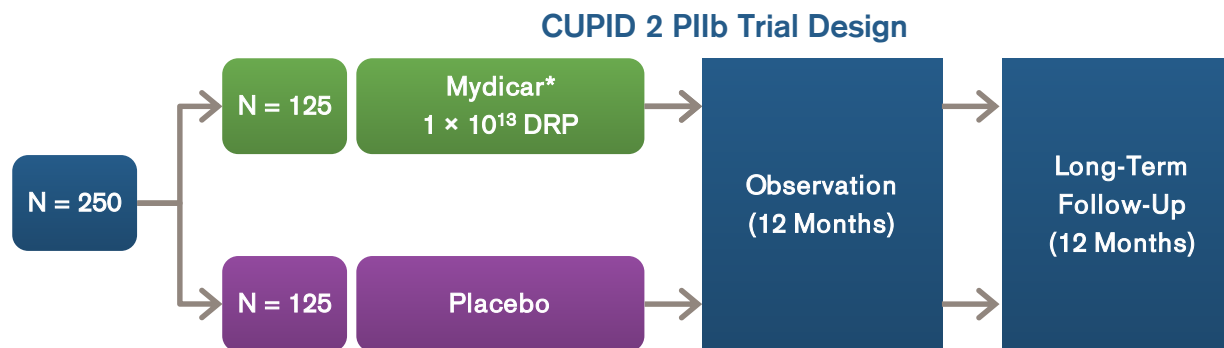 CUPID 2 PIIb Trial Design
N = 250
N = 125
Mydicar*
1 × 10¹³ DRP
N = 125
Placebo
Observation
(12 Months)
Long-Term
Follow-Up
(12 Months)